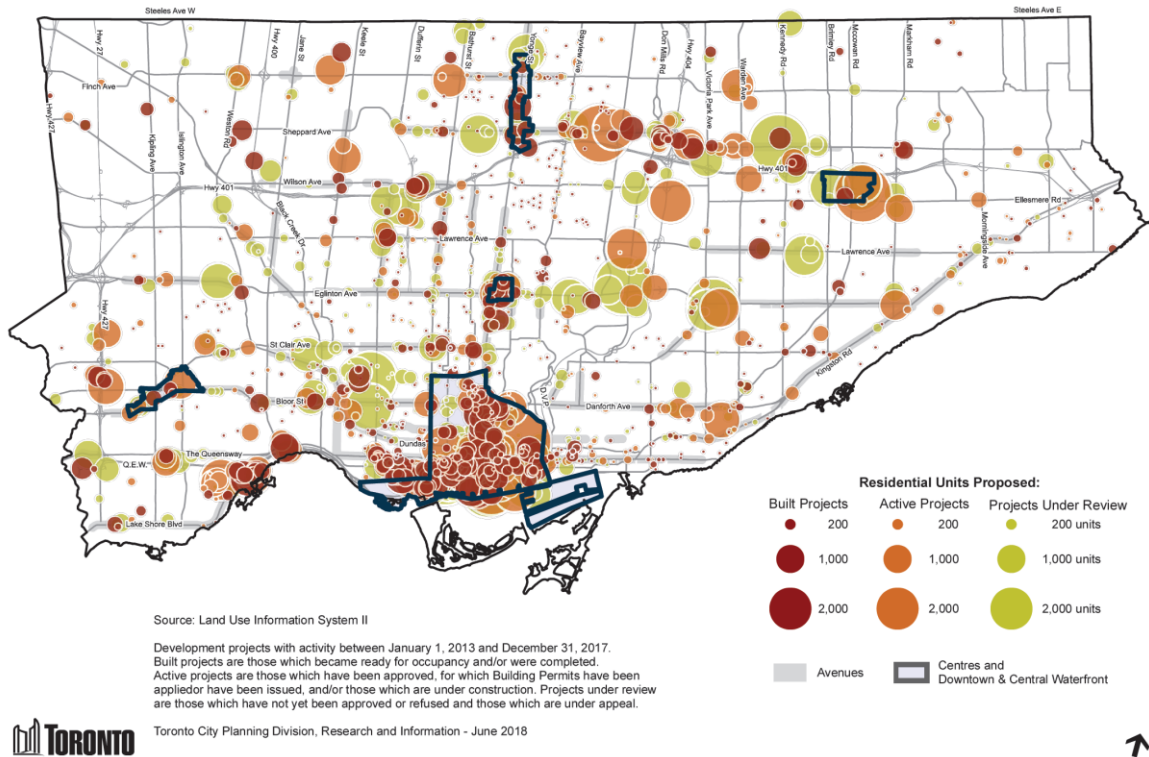 Steeles Ave W
Steeles Ave E
Hwy 27
Hwy 400
Jane St
Keele St
Dufferin St
Bathurst St
Yonge St
Bayview Ave
Don Mills Rd
Hwy 404
Victoria Park Ave
Warden Ave
Kennedy Rd
Brimley Rd
Mccowan Rd
Markham Rd
Finch Ave
Hwy 427
Kipling Ave
Islington Ave
Weston Rd
Sheppard Ave
Hwy 401
Wilson Ave
Hwy 401
Ellesmere Rd
Black Creek Dr
Lawrence Ave
Lawrence Ave
Morningside Ave
Eglinton Ave
Hwy 427
St Clair Ave
Kingston Rd
D.V.P.
Bloor St
Danforth Ave
Dundas
The Queensway
Q.E.W.
Lake Shore Blvd
Residential Units Proposed:
Built Projects Active Projects Projects Under Review
200 200 200 units
1,000 1,000 1,000 units
2,000 2,000 2,000 units
Avenues
Centres and
Downtown & Central Waterfront
Source: Land Use Information System II
Development projects with activity between January 1, 2013 and December 31, 2017.
Built projects are those which became ready for occupancy and/or were completed.
Active projects are those which have been approved, for which Building Permits have been
appliedor have been issued, and/or those which are under construction. Projects under review
are those which have not yet been approved or refused and those which are under appeal.
TORONTO
Toronto City Planning Division, Research and Information - June 2018